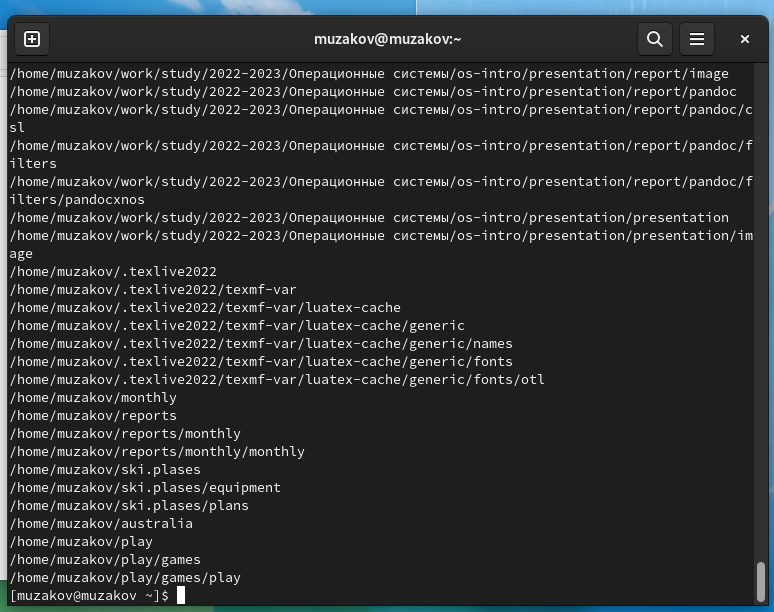 muzakov@muzakov:~
/home/muzakov/work/study/2022-2023/Операционные системы/os-intro/presentation/report/image
/home/muzakov/work/study/2022-2023/Операционные системы/os-intro/presentation/report/pandoc
/home/muzakov/work/study/2022-2023/Операционные системы/os-intro/presentation/report/pandoc/c
sl
/home/muzakov/work/study/2022-2023/Операционные системы/os-intro/presentation/report/pandoc/f
ilters
/home/muzakov/work/study/2022-2023/Операционные системы/os-intro/presentation/report/pandoc/f
ilters/pandocxnos
/home/muzakov/work/study/2022-2023/Операционные системы/os-intro/presentation/presentation
/home/muzakov/work/study/2022-2023/Операционные системы/os-intro/presentation/presentation/im
age
/home/muzakov/.texlive2022
/home/muzakov/.texlive2022/texmf-var
/home/muzakov/.texlive2022/texmf-var/luatex-cache
/home/muzakov/.texlive2022/texmf-var/luatex-cache/generic
/home/muzakov/.texlive2022/texmf-var/luatex-cache/generic/names
/home/muzakov/.texlive2022/texmf-var/luatex-cache/generic/fonts
/home/muzakov/.texlive2022/texmf-var/luatex-cache/generic/fonts/otl
/home/muzakov/monthly
/home/muzakov/reports
/home/muzakov/reports/monthly
/home/muzakov/reports/monthly/monthly
/home/muzakov/ski.plases
/home/muzakov/ski.plases/equipment
/home/muzakov/ski.plases/plans
/home/muzakov/australia
/home/muzakov/play
/home/muzakov/play/games
/home/muzakov/play/games/play
[muzakov@muzakov ~]$